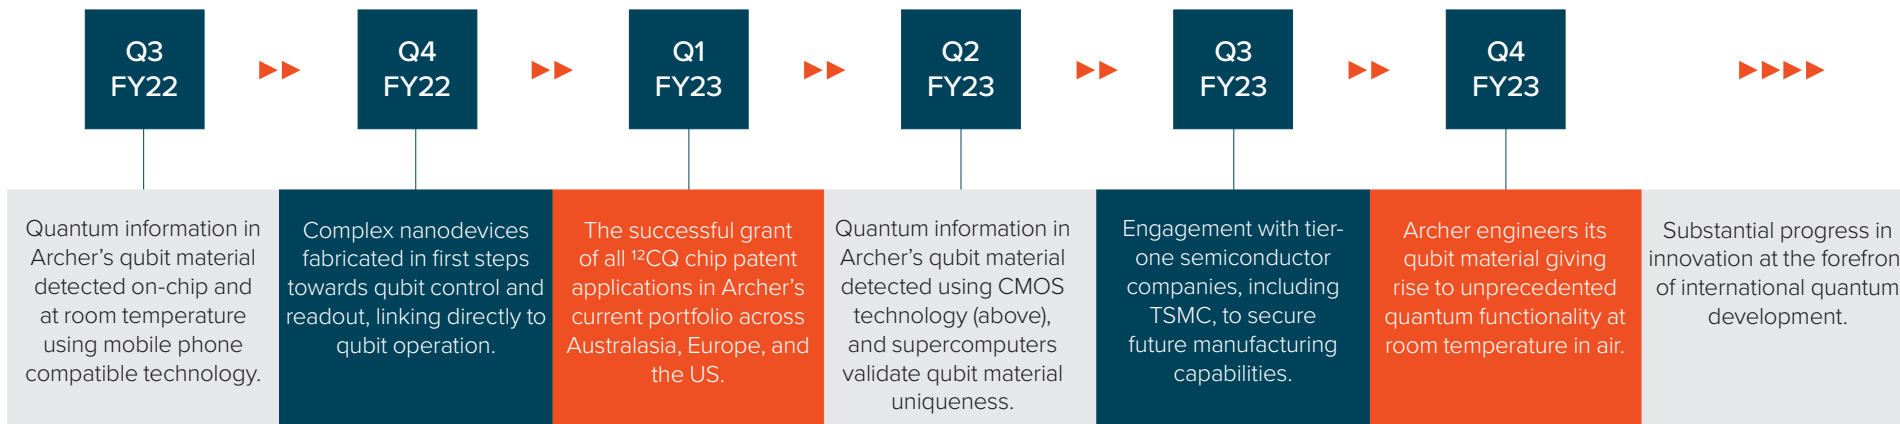 Q3
FY22
Q4
FY22
Q1
FY23
Q2
FY23
Q3
FY23
Q4
FY23
Quantum information in
Archer’s qubit material
detected on-chip and
at room temperature
using mobile phone
compatible technology.
Complex nanodevices
fabricated in first steps
towards qubit control and
readout, linking directly to
qubit operation.
The successful grant
of all ¹²CQ chip patent
applications in Archer’s
current portfolio across
Australasia, Europe, and
the US.
Quantum information in
Archer’s qubit material
detected using CMOS
technology (above),
and supercomputers
validate qubit material
uniqueness.
Engagement with tier-
one semiconductor
companies, including
TSMC, to secure
future manufacturing
capabilities.
Archer engineers its
qubit material giving
rise to unprecedented
quantum functionality at
room temperature in air.
Substantial progress in
innovation at the forefron
of international quantum
development.